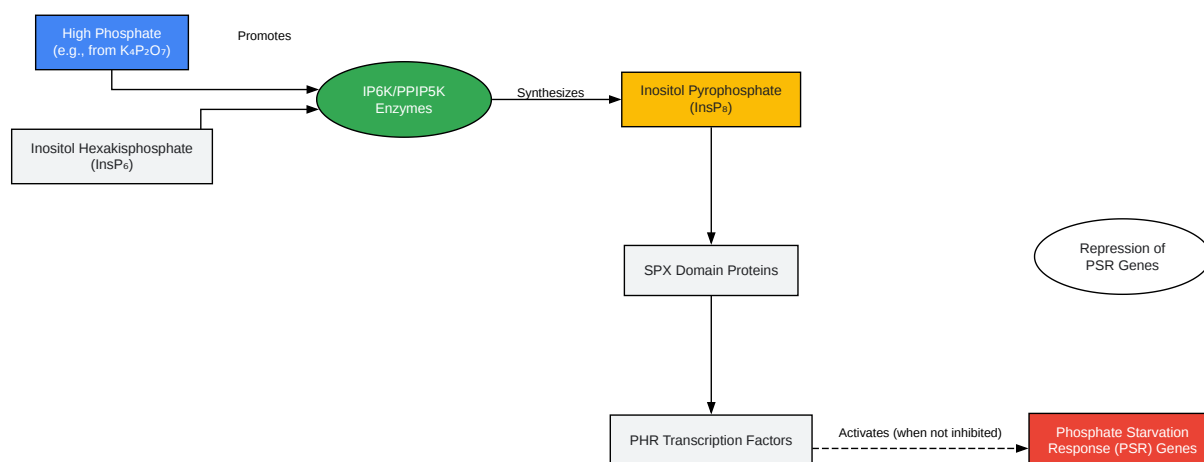 High Phosphate
(e.g., from K₄P₂O₇)
Promotes
IP6K/PPIP5K
Enzymes
Synthesizes
Inositol Pyrophosphate
(InsP₈)
Inositol Hexakisphosphate
(InsP₆)
SPX Domain Proteins
Repression of
PSR Genes
PHR Transcription Factors
Activates (when not inhibited)
Phosphate Starvation
Response (PSR) Genes